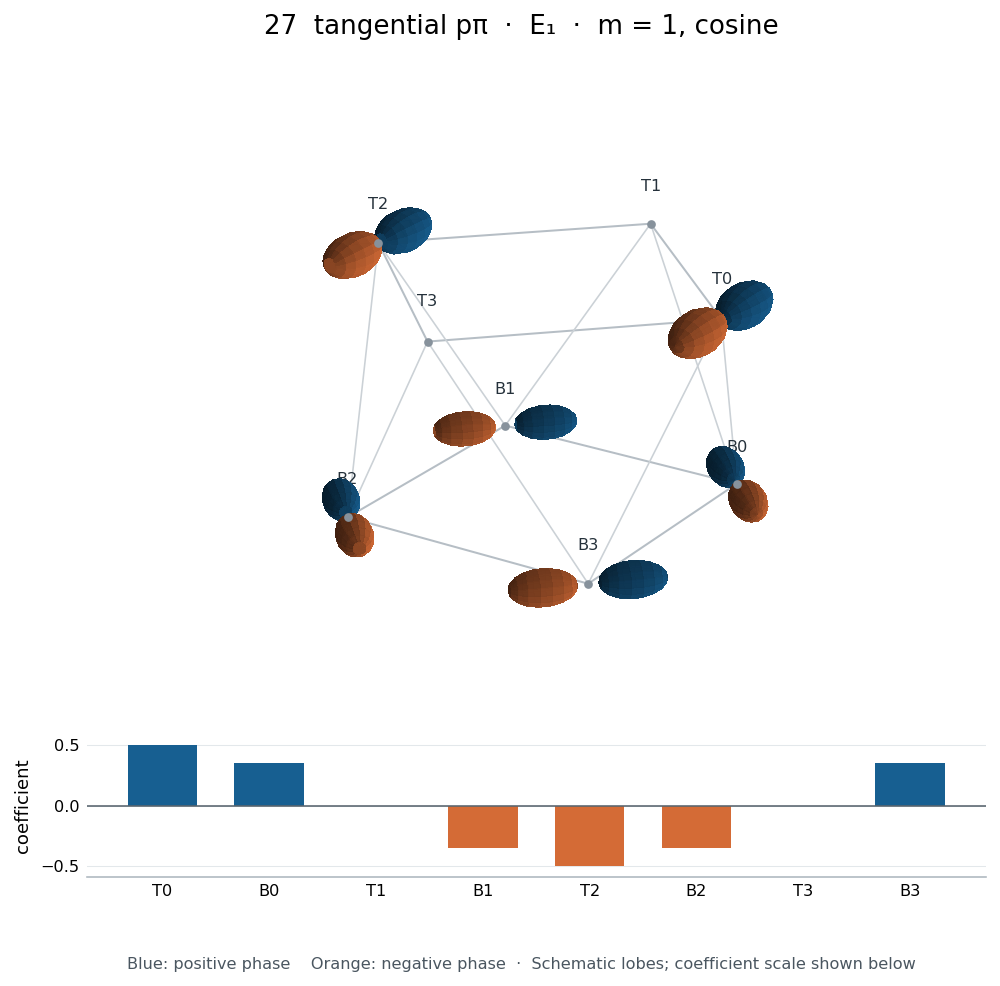 27 tangential pπ · E₁ · m = 1, cosine
T1
T2
T0
T3
B1
B0
B2
B3
coefficient
0.5
0.0
−0.5
T0 B0 T1 B1 T2 B2 T3 B3
Blue: positive phase Orange: negative phase · Schematic lobes; coefficient scale shown below